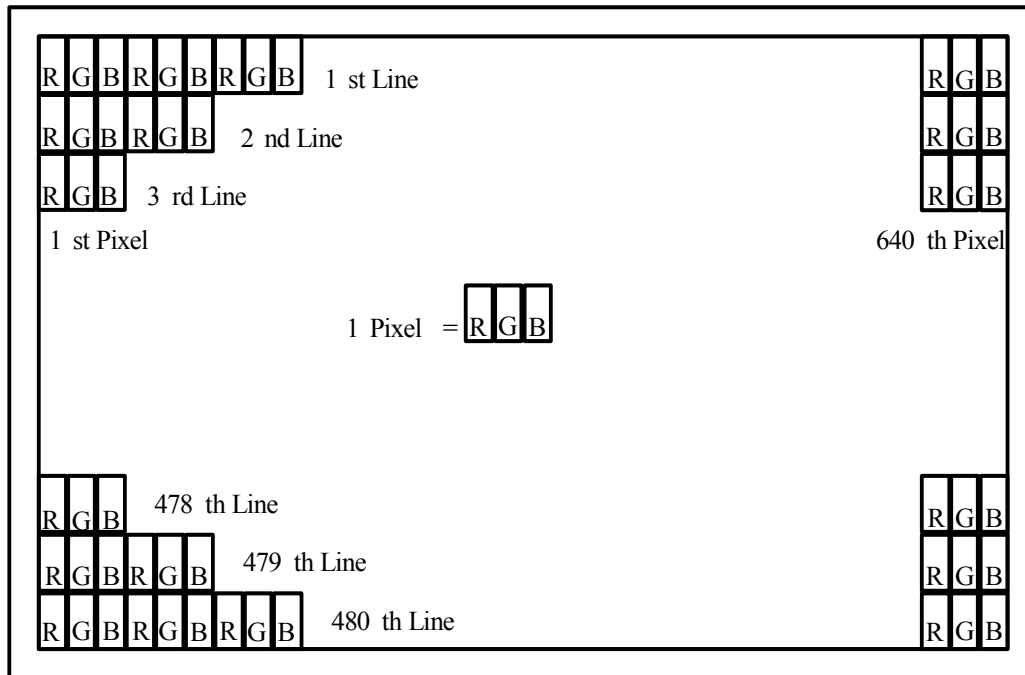 R G B R G B R G B 1 st Line R G B
R G B R G B 2 nd Line R G B
R G B 3 rd Line R G B
1 st Pixel 640 th Pixel
1 Pixel = R G B
R G B 478 th Line R G B
R G B R G B 479 th Line R G B
R G B R G B R G B 480 th Line R G B